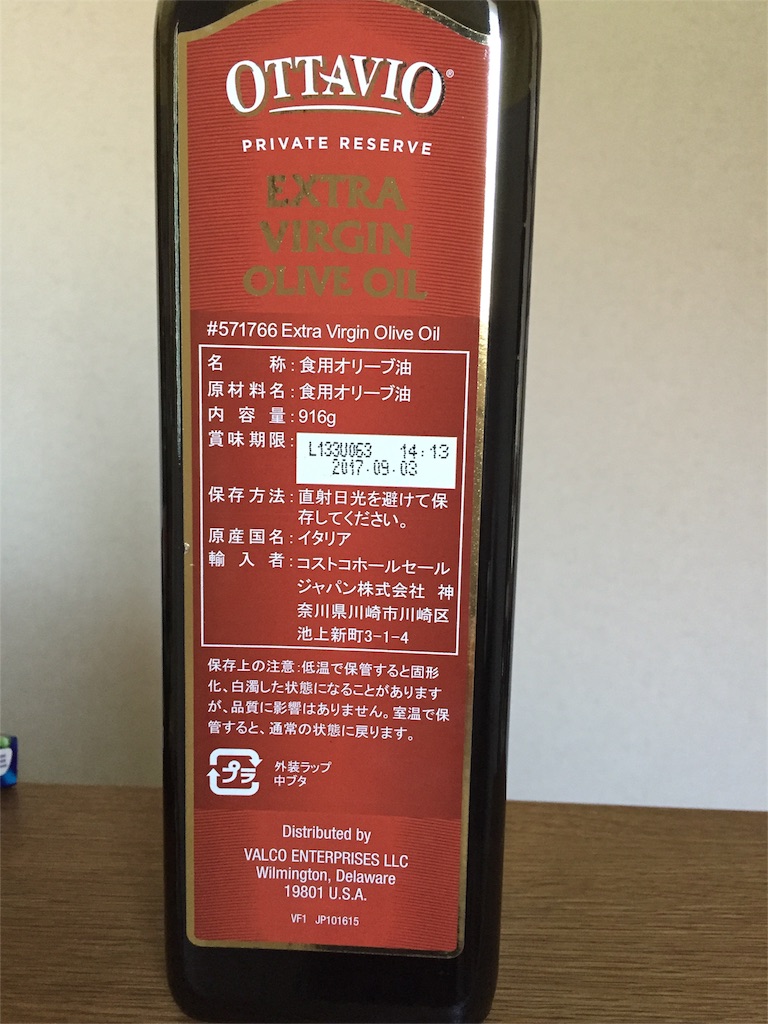 OTTAVIO®
PRIVATE RESERVE
EXTRA
VIRGIN
OLIVE OIL
#571766 Extra Virgin Olive Oil
名 称：食用オリーブ油
原材料名：食用オリーブ油
内容量：916g
賞味期限：
L133U063 14:13
2017.09.03
保存方法：直射日光を避けて保
存してください。
原産国名：イタリア
輸入者：コストコホールセール
ジャパン株式会社 神
奈川県川崎市川崎区
池上新町3-1-4
保存上の注意：低温で保管すると固形
化、白濁した状態になることがあります
が、品質に影響はありません。室温で保
管すると、通常の状態に戻ります。
プラ
外装ラップ
中ブタ
Distributed by
VALCO ENTERPRISES LLC
Wilmington, Delaware
19801 U.S.A.
VF1 JP101615